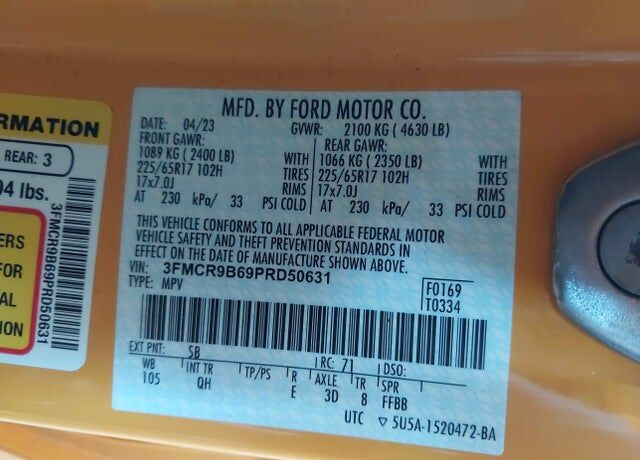 RMATION
REAR: 3
94 lbs.
ERS
FOR
AL
ION
3FMCR9B69PRD50631
MFD. BY FORD MOTOR CO.
DATE: 04/23 GVWR: 2100 KG ( 4630 LB)
FRONT GAWR: REAR GAWR:
1089 KG ( 2400 LB) WITH 1066 KG ( 2350 LB) WITH
225/65R17 102H TIRES 225/65R17 102H TIRES
17x7.0J RIMS 17x7.0J RIMS
AT 230 kPa/ 33 PSI COLD AT 230 kPa/ 33 PSI COLD
THIS VEHICLE CONFORMS TO ALL APPLICABLE FEDERAL MOTOR
VEHICLE SAFETY AND THEFT PREVENTION STANDARDS IN
EFFECT ON THE DATE OF MANUFACTURE SHOWN ABOVE.
VIN: 3FMCR9B69PRD50631 F0169
TYPE: MPV T0334
EXT PNT: SB RC: 71 DSO:
WB INT TR TP/PS R AXLE TR SPR
105 QH E 3D 8 FFBB
UTC ▽ 5U5A-1520472-BA